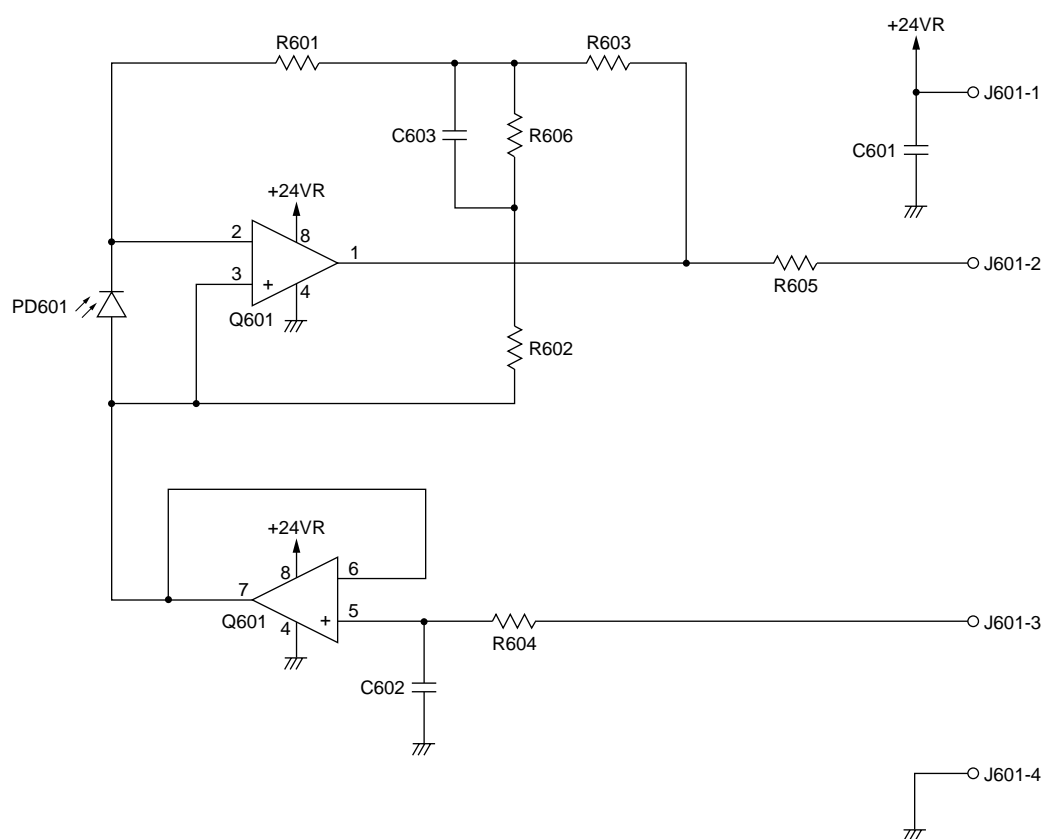 +24VR
R601
R603
J601-1
C603
R606
C601
+24VR
2
8
1
3
+
4
J601-2
R605
PD601
Q601
R602
+24VR
8
6
7
5
Q601
4
+
J601-3
R604
C602
J601-4